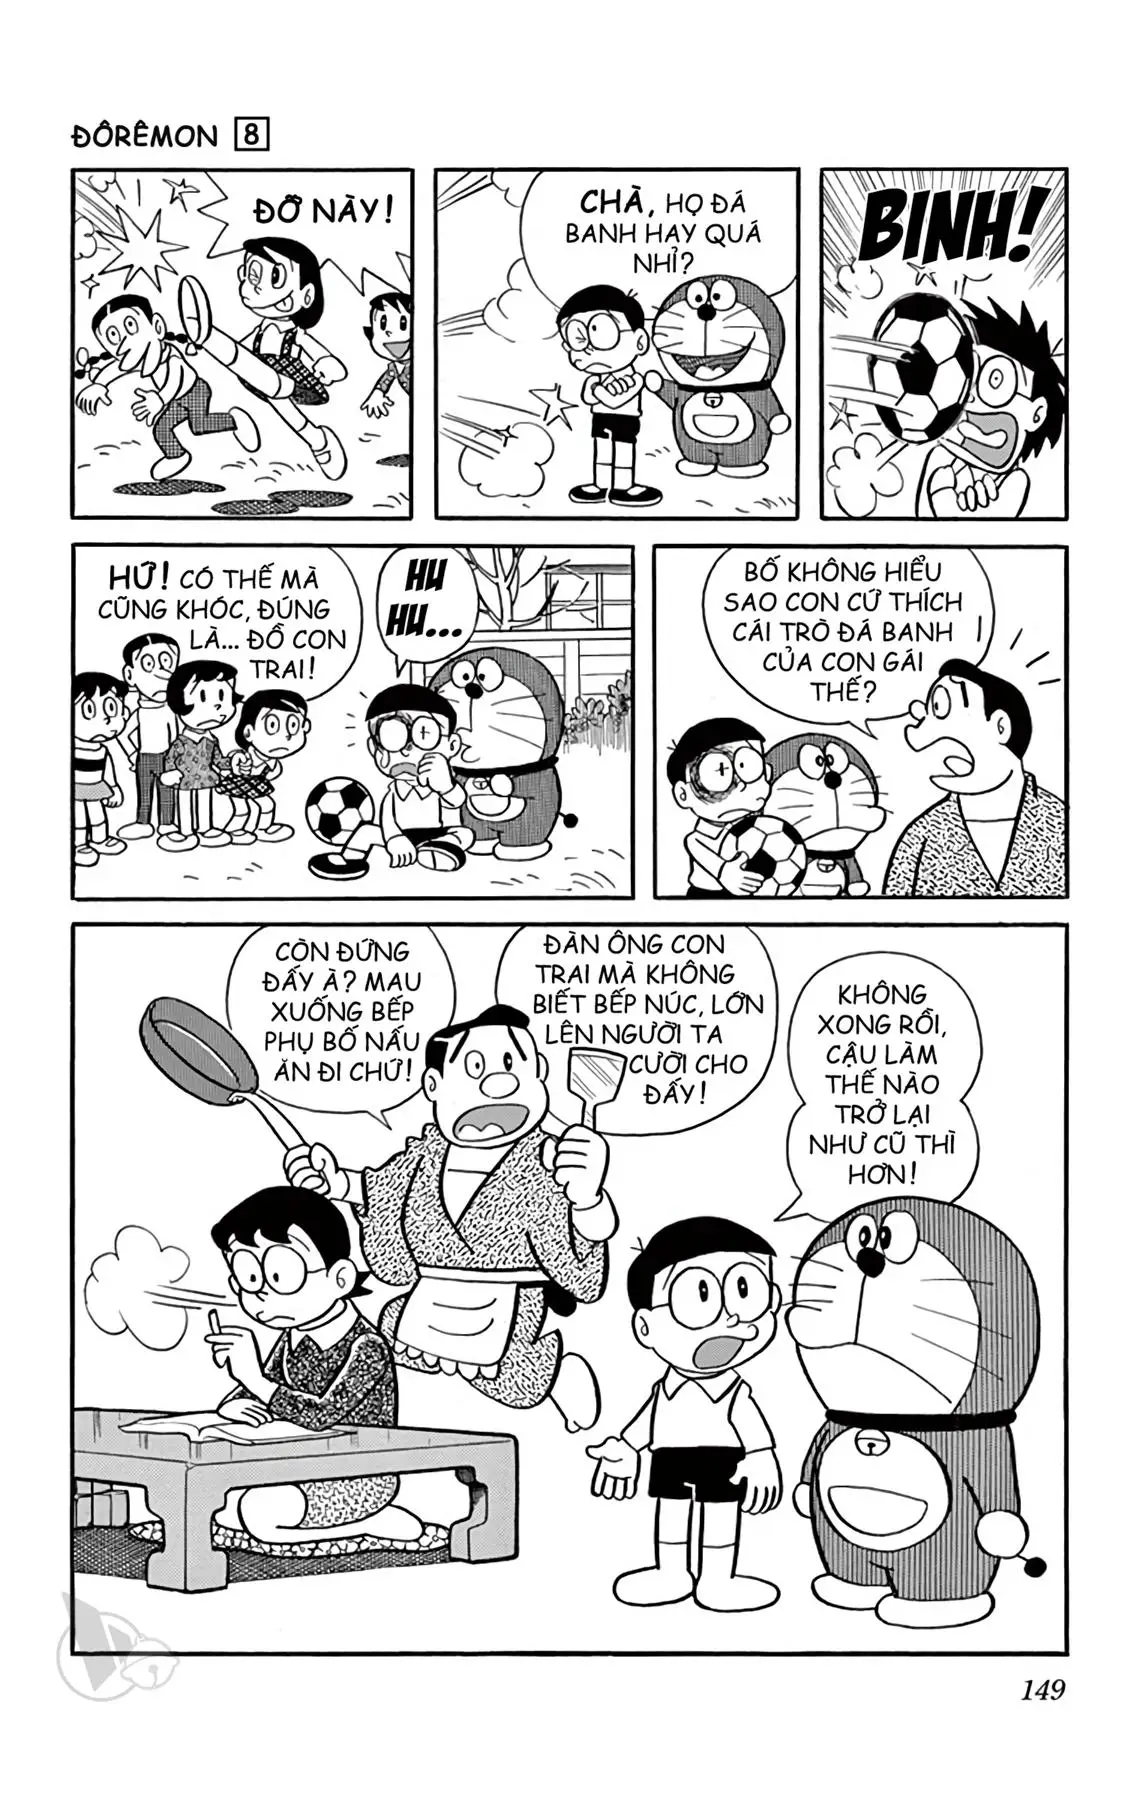 ĐÔRÊMON 8
ĐỠ NÀY!
CHÀ, HỌ ĐÁ
BANH HAY QUÁ
NHỈ?
BINH!
HỨ! CÓ THẾ MÀ
CŨNG KHÓC, ĐÚNG
LÀ... ĐỒ CON
TRAI!
HU
HU...
BỐ KHÔNG HIỂU
SAO CON CỨ THÍCH
CÁI TRÒ ĐÁ BANH
CỦA CON GÁI
THẾ?
CÒN ĐỨNG
ĐẤY À? MAU
XUỐNG BẾP
PHỤ BỐ NẤU
ĂN ĐI CHỨ!
ĐÀN ÔNG CON
TRAI MÀ KHÔNG
BIẾT BẾP NÚC, LỚN
LÊN NGƯỜI TA
CƯỜI CHO
ĐẤY!
KHÔNG
XONG RỒI,
CẬU LÀM
THẾ NÀO
TRỞ LẠI
NHƯ CŨ THÌ
HƠN!
149